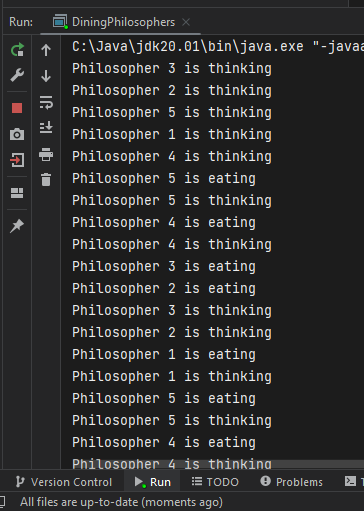 Run: DiningPhilosophers ×
C:\Java\jdk20.01\bin\java.exe "-javaa
Philosopher 3 is thinking
Philosopher 2 is thinking
Philosopher 5 is thinking
Philosopher 1 is thinking
Philosopher 4 is thinking
Philosopher 5 is eating
Philosopher 5 is thinking
Philosopher 4 is eating
Philosopher 4 is thinking
Philosopher 3 is eating
Philosopher 2 is eating
Philosopher 3 is thinking
Philosopher 2 is thinking
Philosopher 1 is eating
Philosopher 1 is thinking
Philosopher 5 is eating
Philosopher 5 is thinking
Philosopher 4 is eating
Philosopher 4 is thinking
Version Control Run TODO Problems
All files are up-to-date (moments ago)